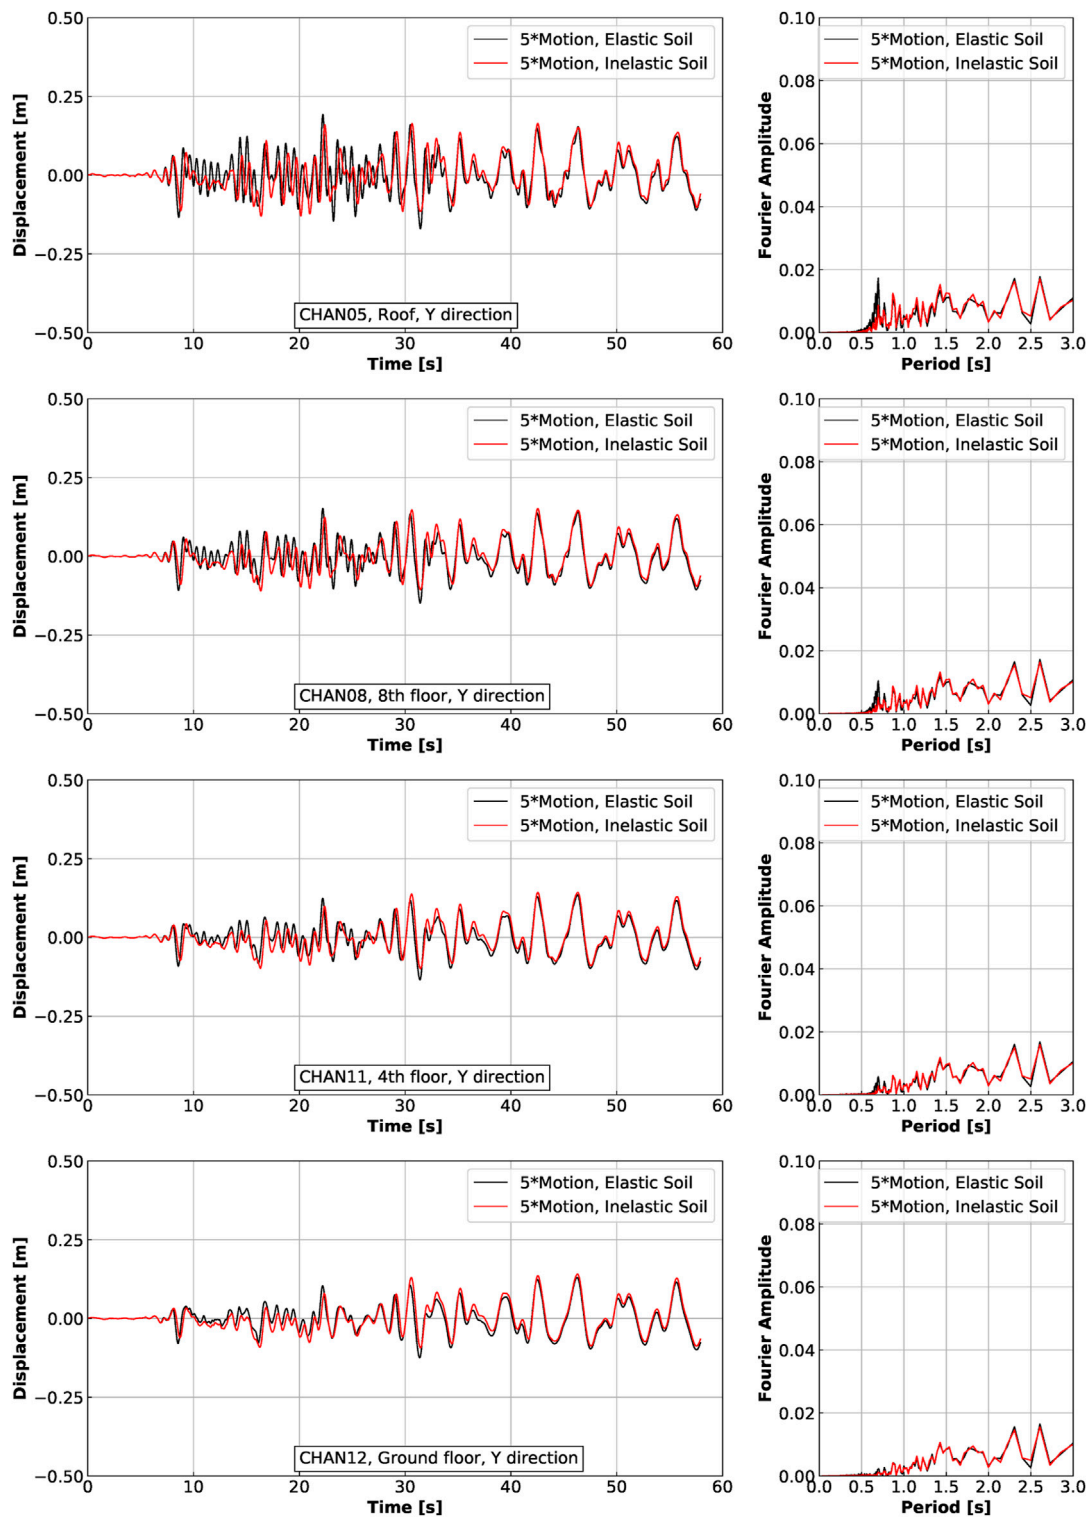 0.50
0.25
0.00
−0.25
−0.50
Displacement [m]
5*Motion, Elastic Soil
5*Motion, Inelastic Soil
CHAN05, Roof, Y direction
0 10 20 30 40 50 60
Time [s]
0.10
0.08
0.06
0.04
0.02
0.00
Fourier Amplitude
5*Motion, Elastic Soil
5*Motion, Inelastic Soil
0.0 0.5 1.0 1.5 2.0 2.5 3.0
Period [s]
0.50
0.25
0.00
−0.25
−0.50
Displacement [m]
5*Motion, Elastic Soil
5*Motion, Inelastic Soil
CHAN08, 8th floor, Y direction
0 10 20 30 40 50 60
Time [s]
0.10
0.08
0.06
0.04
0.02
0.00
Fourier Amplitude
5*Motion, Elastic Soil
5*Motion, Inelastic Soil
0.0 0.5 1.0 1.5 2.0 2.5 3.0
Period [s]
0.50
0.25
0.00
−0.25
−0.50
Displacement [m]
5*Motion, Elastic Soil
5*Motion, Inelastic Soil
CHAN11, 4th floor, Y direction
0 10 20 30 40 50 60
Time [s]
0.10
0.08
0.06
0.04
0.02
0.00
Fourier Amplitude
5*Motion, Elastic Soil
5*Motion, Inelastic Soil
0.0 0.5 1.0 1.5 2.0 2.5 3.0
Period [s]
0.50
0.25
0.00
−0.25
−0.50
Displacement [m]
5*Motion, Elastic Soil
5*Motion, Inelastic Soil
CHAN12, Ground floor, Y direction
0 10 20 30 40 50 60
Time [s]
0.10
0.08
0.06
0.04
0.02
0.00
Fourier Amplitude
5*Motion, Elastic Soil
5*Motion, Inelastic Soil
0.0 0.5 1.0 1.5 2.0 2.5 3.0
Period [s]